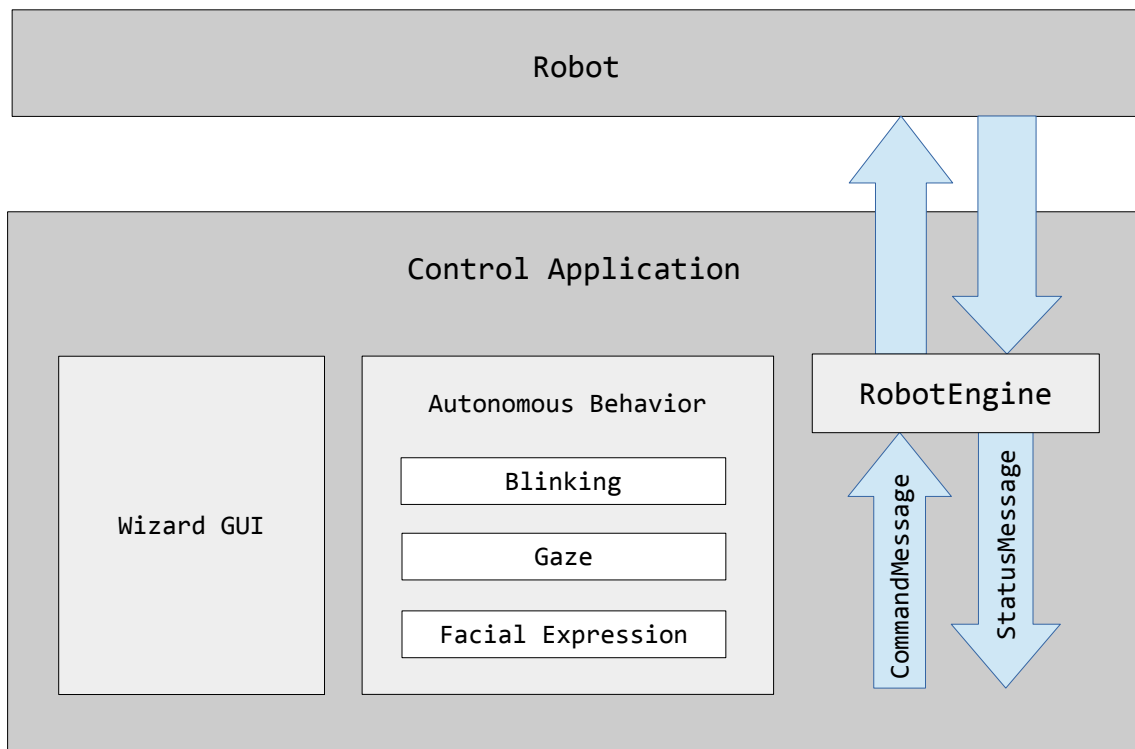 Robot
Control Application
Wizard GUI
Autonomous Behavior
Blinking
Gaze
Facial Expression
RobotEngine
CommandMessage
StatusMessage